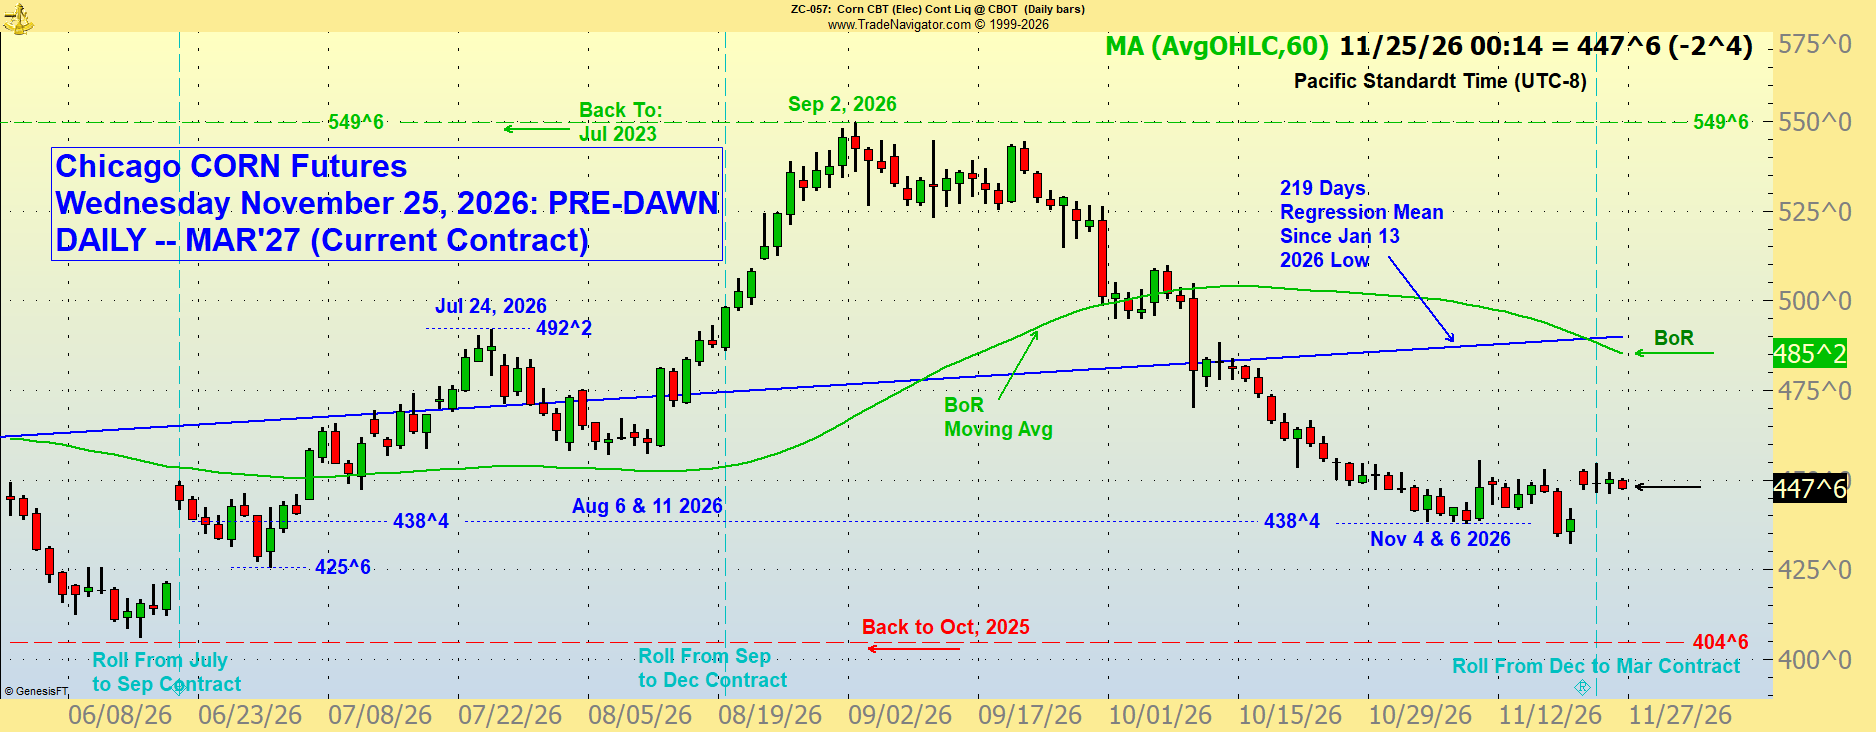 ZC-057: Corn CBT (Elec) Cont Liq @ CBOT (Daily bars)
www.TradeNavigator.com © 1999-2026
MA (AvgOHLC,60) 11/25/26 00:14 = 447^6 (-2^4)
Pacific Standardt Time (UTC-8)
575^0
Sep 2, 2026
Back To:
Jul 2023
549^6
549^6
550^0
Chicago CORN Futures
Wednesday November 25, 2026: PRE-DAWN
DAILY -- MAR'27 (Current Contract)
219 Days
Regression Mean
Since Jan 13
2026 Low
525^0
500^0
Jul 24, 2026
492^2
BoR
485^2
475^0
BoR
Moving Avg
447^6
Aug 6 & 11 2026
438^4
438^4
Nov 4 & 6 2026
425^6
425^0
Back to Oct, 2025
404^6
400^0
Roll From July
to Sep Contract
Roll From Sep
to Dec Contract
Roll From Dec to Mar Contract
R
© GenesisFT
06/08/26 06/23/26 07/08/26 07/22/26 08/05/26 08/19/26 09/02/26 09/17/26 10/01/26 10/15/26 10/29/26 11/12/26 11/27/26